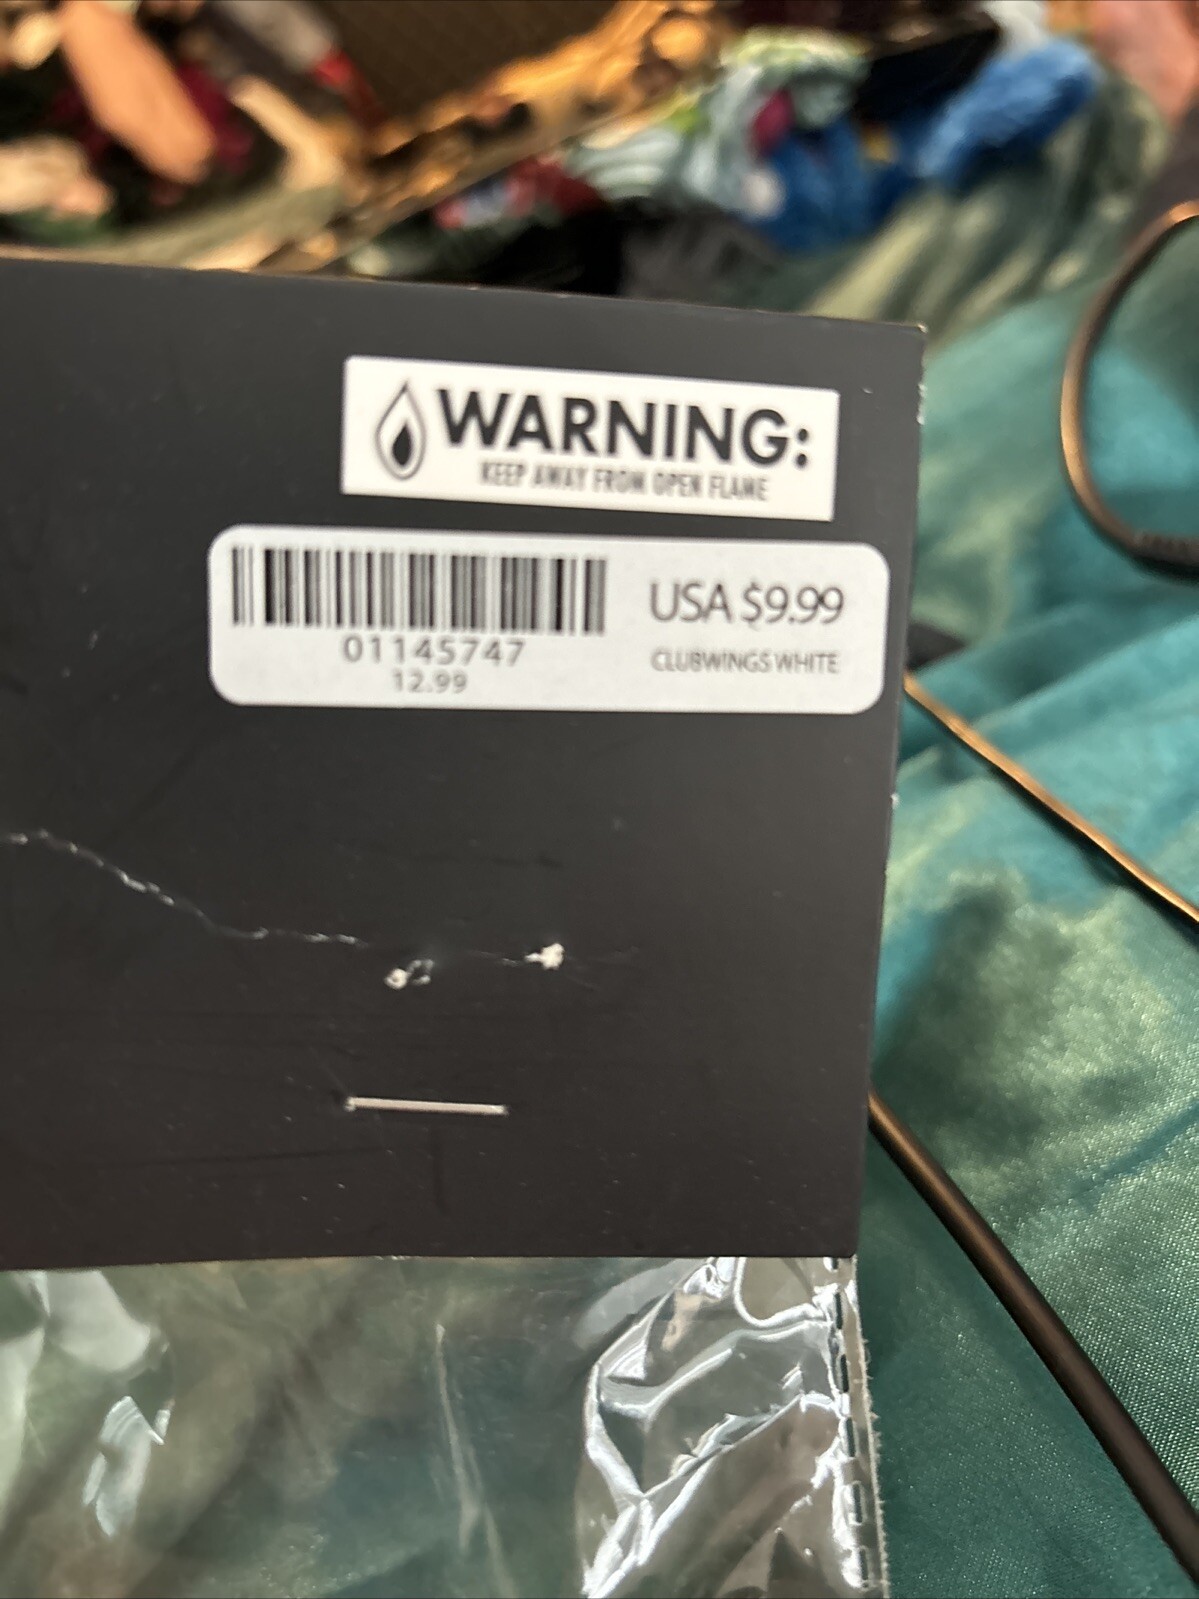 WARNING:
KEEP AWAY FROM OPEN FLAME
USA $9.99
01145747
CLUBWINGS WHITE
12.99